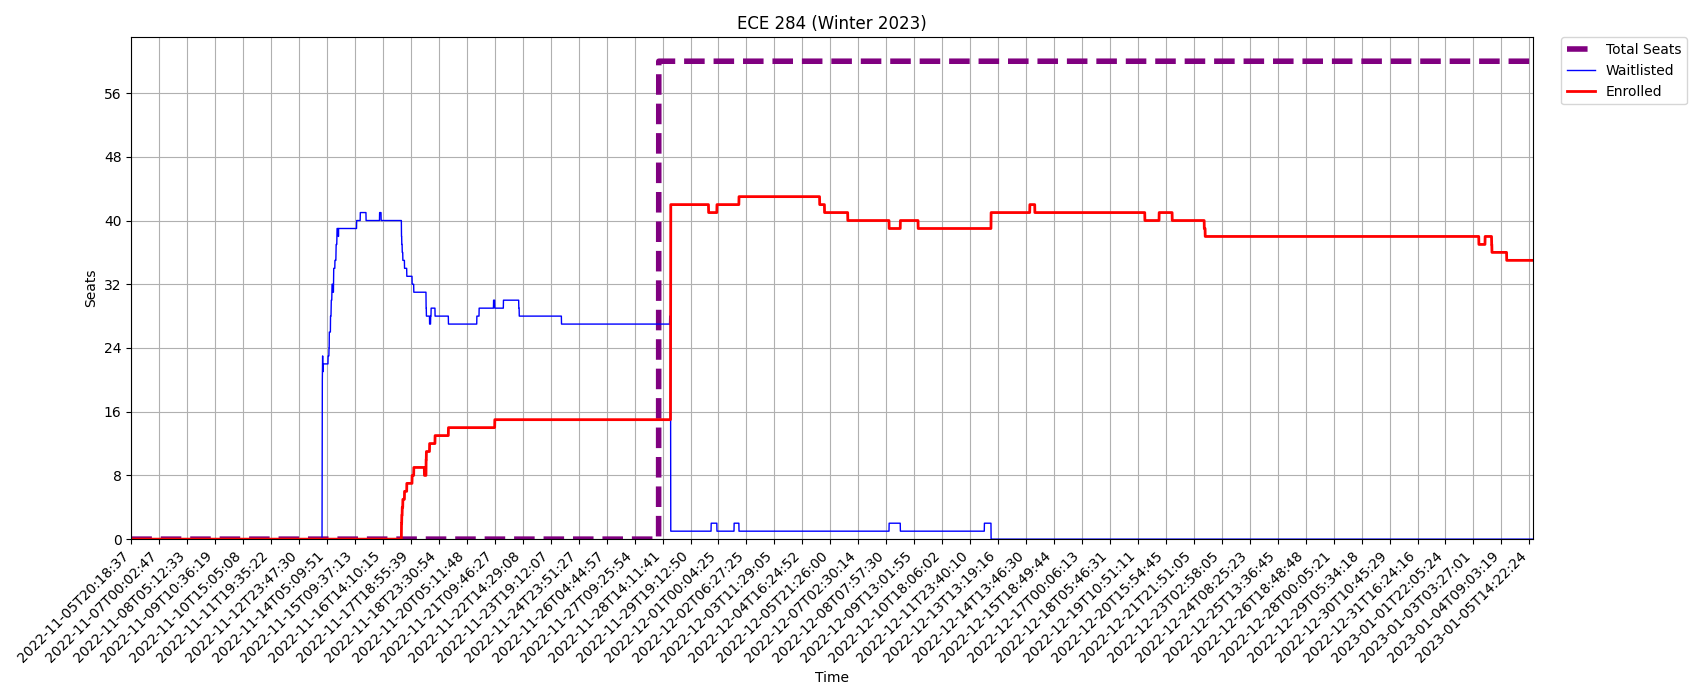 ECE 284 (Winter 2023)
Total Seats
Waitlisted
Enrolled
Seats
56
48
40
32
24
16
8
0
2022-11-05T20:18:37
2022-11-07T00:02:47
2022-11-08T05:12:33
2022-11-09T10:36:19
2022-11-10T15:05:08
2022-11-11T19:35:22
2022-11-12T23:47:30
2022-11-14T05:09:51
2022-11-15T09:37:13
2022-11-16T14:10:15
2022-11-17T18:55:39
2022-11-18T23:30:54
2022-11-20T05:11:48
2022-11-21T09:46:27
2022-11-22T14:29:08
2022-11-23T19:12:07
2022-11-24T23:51:27
2022-11-26T04:44:57
2022-11-27T09:25:54
2022-11-28T14:11:41
2022-11-29T19:12:50
2022-12-01T00:04:25
2022-12-02T06:27:25
2022-12-03T11:29:05
2022-12-04T16:24:52
2022-12-05T21:26:00
2022-12-07T02:30:14
2022-12-08T07:57:30
2022-12-09T13:01:55
2022-12-10T18:06:02
2022-12-11T23:40:10
2022-12-13T13:19:16
2022-12-14T13:46:30
2022-12-15T18:49:44
2022-12-17T00:06:13
2022-12-18T05:46:31
2022-12-19T10:51:11
2022-12-20T15:54:45
2022-12-21T21:51:05
2022-12-23T02:58:05
2022-12-24T08:25:23
2022-12-25T13:36:45
2022-12-26T18:48:48
2022-12-28T00:05:21
2022-12-29T05:34:18
2022-12-30T10:45:29
2022-12-31T16:24:16
2023-01-01T22:05:24
2023-01-03T03:27:01
2023-01-04T09:03:19
2023-01-05T14:22:24
Time